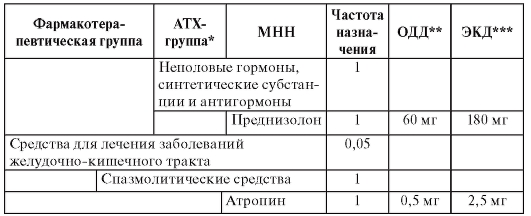 Фармакотера- АТХ- МНН Частота ОДД** ЭКД***
певтическая группа группа* назна-
чения
Неполовые гормоны, 1
синтетические субстан-
ции и антигормоны
Преднизолон 1 60 мг 180 мг
Средства для лечения заболеваний 0,05
желудочно-кишечного тракта
Спазмолитические средства 1
Атропин 1 0,5 мг 2,5 мг